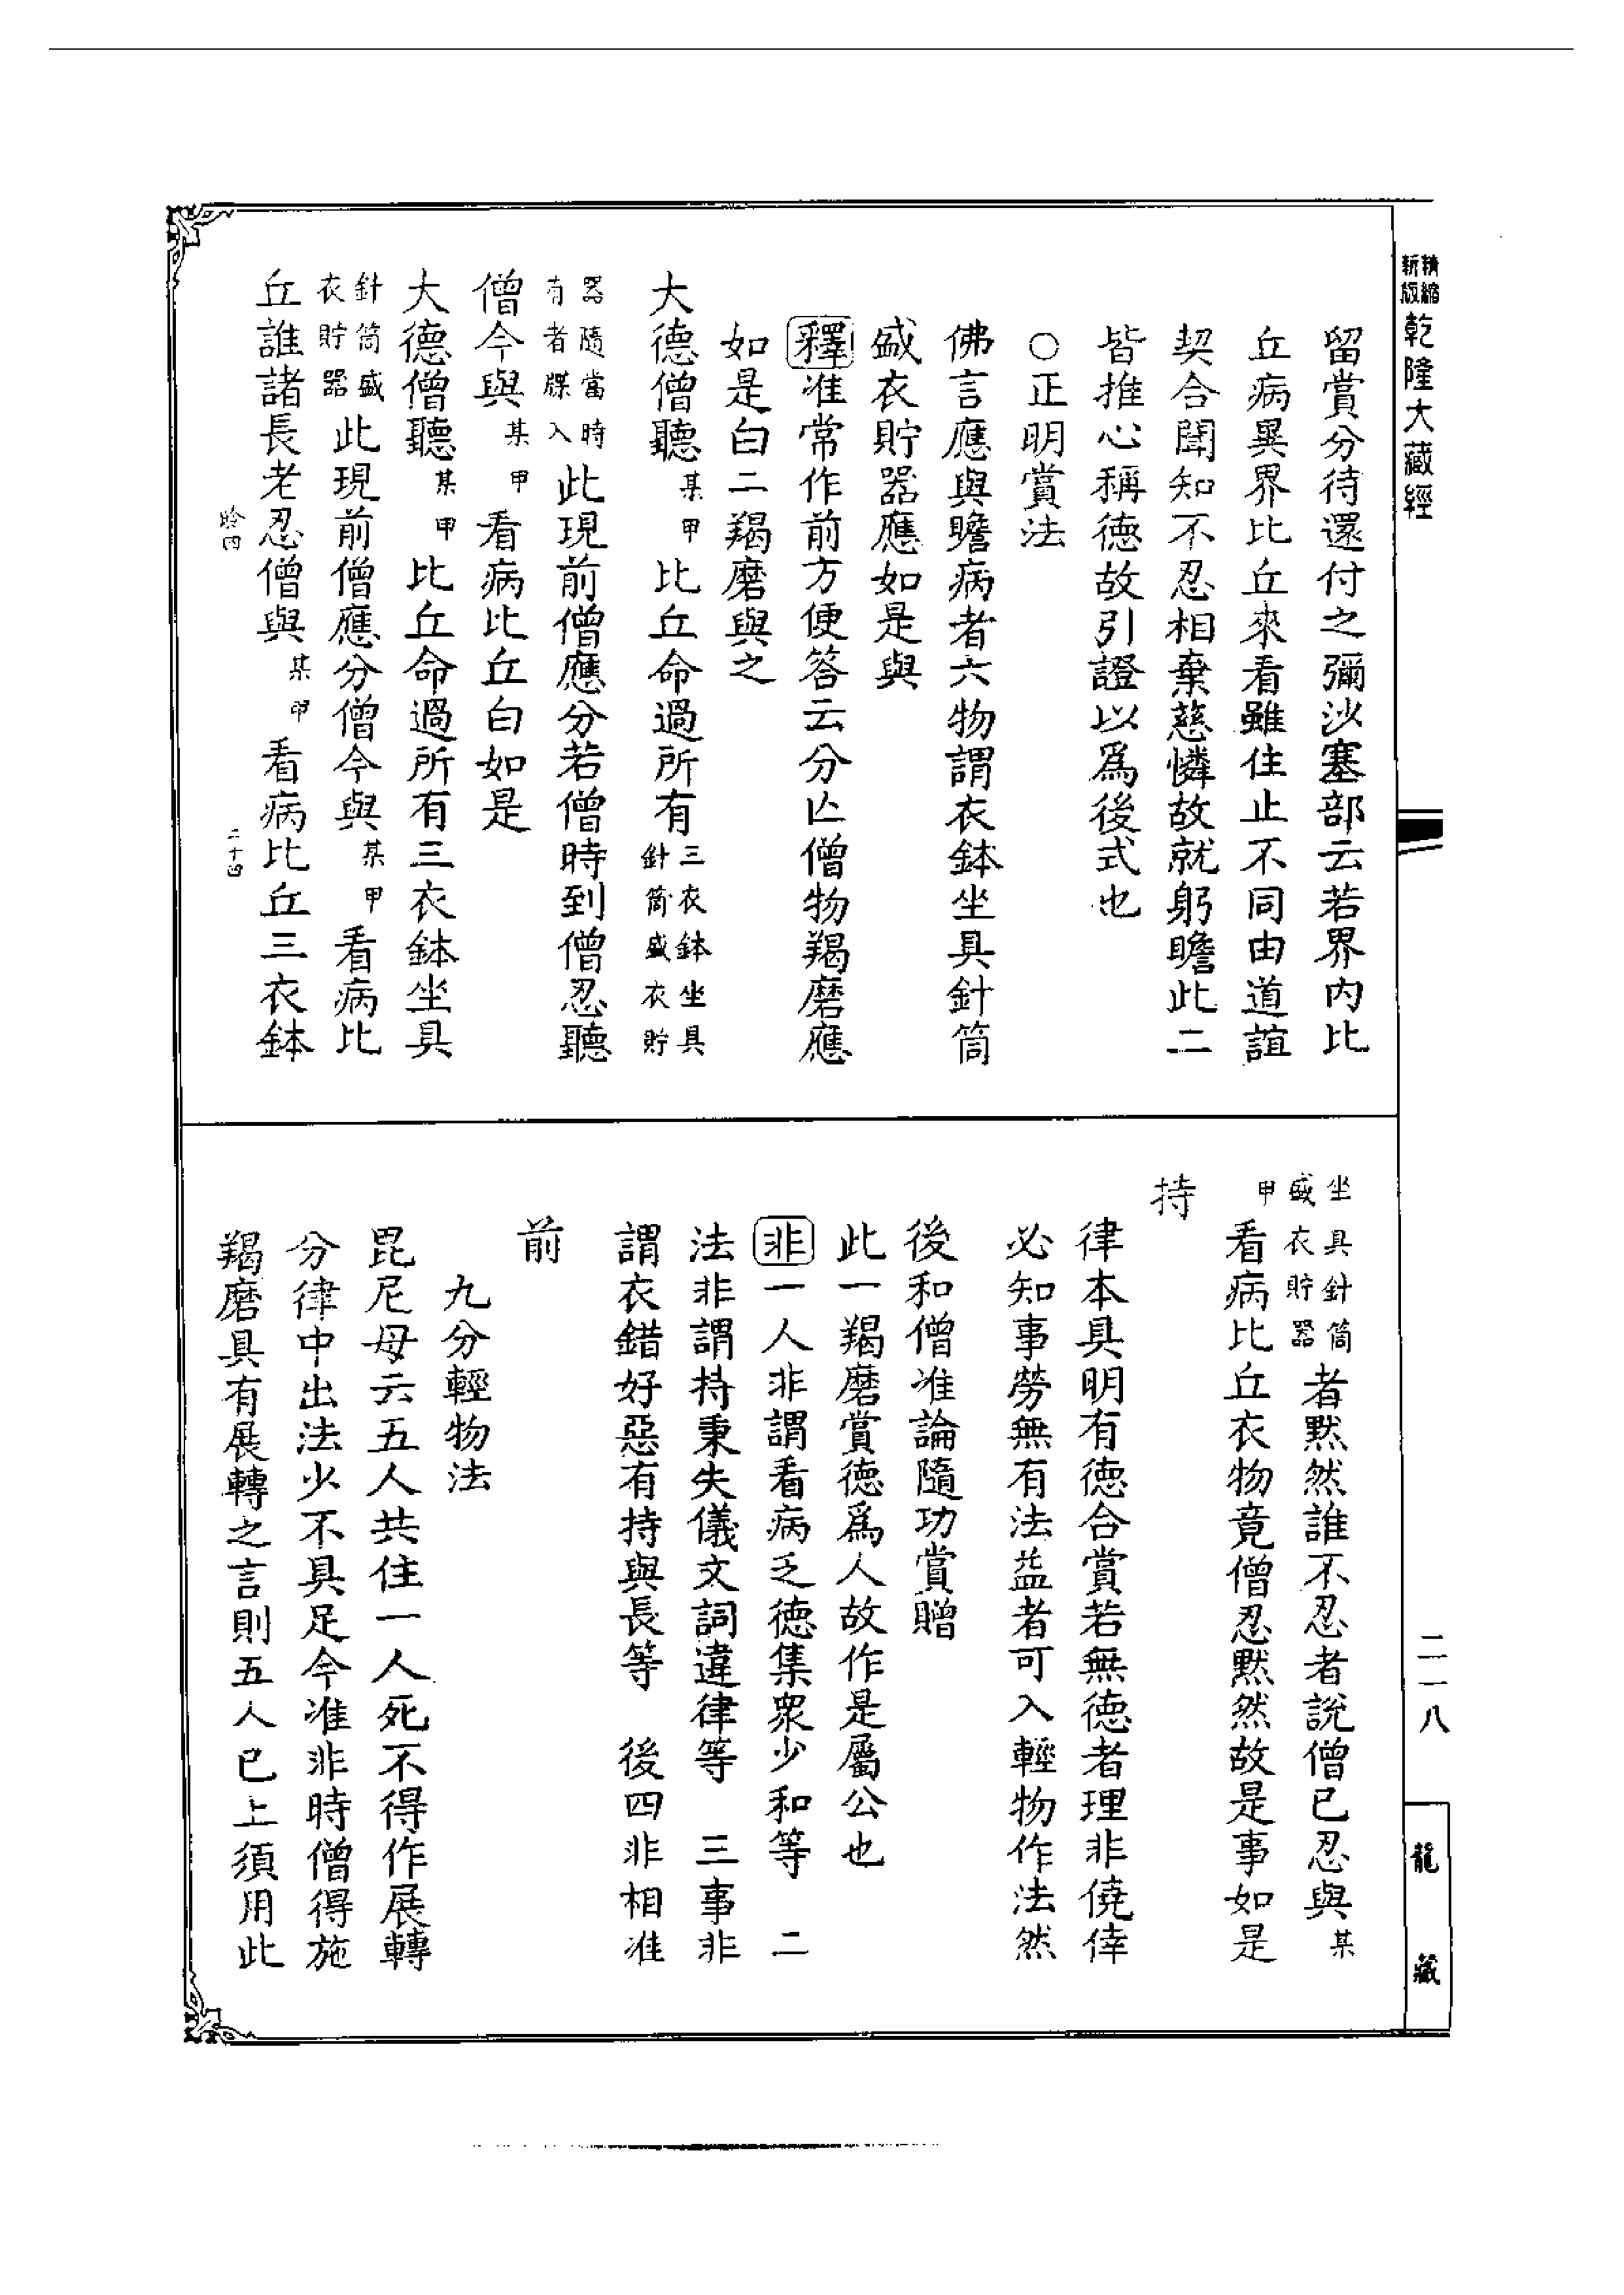 精縮新版乾隆大藏經
留賞分待還付之彌沙塞部云若界内比
丘病異界比丘來看雖住止不同由道誼
契合聞知不忍相棄慈憐故就躬瞻此二
皆推心稱德故引證以爲後式也
○正明賞法
佛言應與瞻病者六物謂衣鉢坐具針筒
盛衣貯器應如是與
釋准常作前方便答云分亾僧物羯磨應
如是白二羯磨與之
大德僧聽某甲比丘命過所有三衣鉢坐具針筒盛衣貯
器隨當時有者牒入此現前僧應分若僧時到僧忍聽
僧今與某甲看病比丘白如是
大德僧聽某甲比丘命過所有三衣鉢坐具
針筒盛衣貯器此現前僧應分僧今與某甲看病比
丘誰諸長老忍僧與某甲看病比丘三衣鉢
二十四
坐具針筒盛衣貯器者黙然誰不忍者說僧已忍與某
甲看病比丘衣物竟僧忍黙然故是事如是
持
律本具明有德合賞若無德者理非僥倖
必知事勞無有法益者可入輕物作法然
後和僧准論隨功賞贈
此一羯磨賞德爲人故作是屬公也
非一人非謂看病乏德集衆少和等 二
法非謂持秉失儀文詞違律等 三事非
謂衣錯好惡有持與長等 後四非相准
前
九分輕物法
毘尼母云五人共住一人死不得作展轉
分律中出法少不具足今准非時僧得施
羯磨具有展轉之言則五人已上須用此
二一八
龍藏